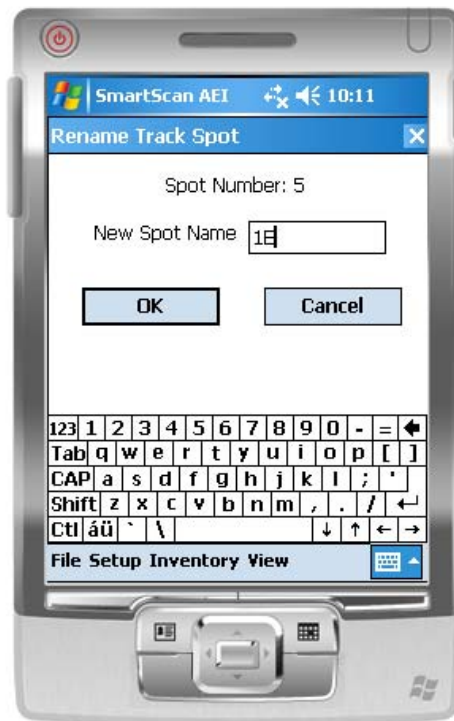 SmartScan AEI 10:11
Rename Track Spot
Spot Number: 5
New Spot Name 1E
OK Cancel
123 1 2 3 4 5 6 7 8 9 0 - =
Tab q w e r t y u i o p [ ]
CAP a s d f g h j k l ; '
Shift z x c v b n m , . /
Ctl áü ` \
File Setup Inventory View